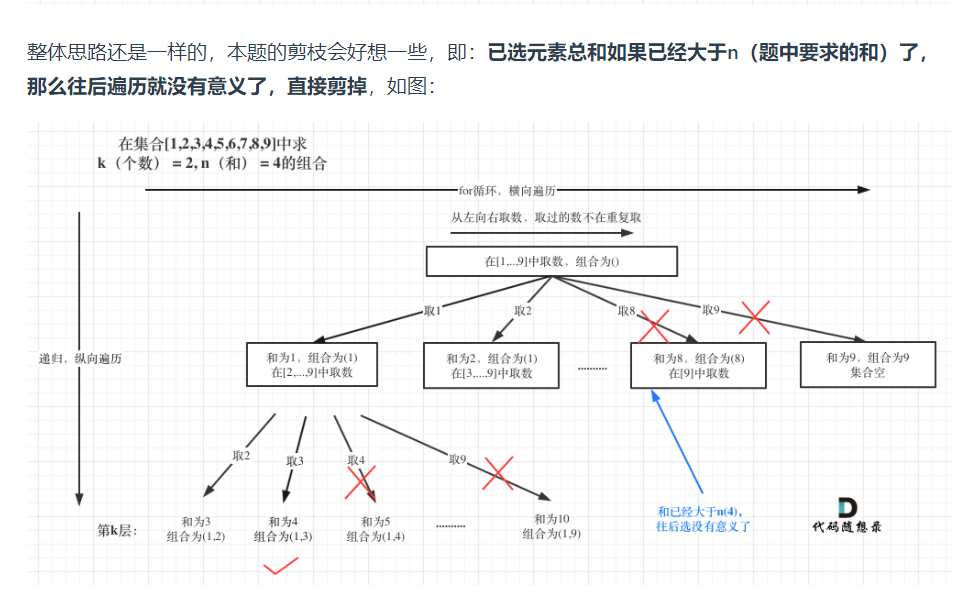 整体思路还是一样的，本题的剪枝会好想一些，即：已选元素总和如果已经大于n（题中要求的和）了，
那么往后遍历就没有意义了，直接剪掉，如图：
在集合[1,2,3,4,5,6,7,8,9]中求
k（个数）= 2, n（和）= 4的组合
for循环，横向遍历
从左向右取数，取过的数不在重复取
在[1,..,9]中取数，组合为()
取1
取2
取8
取9
递归，纵向遍历
和为1，组合为(1)
在[2,...,9]中取数
和为2，组合为(1)
在[3,...,9]中取数
..........
和为8，组合为(8)
在[9]中取数
和为9，组合为9
集合空
取2
取3
取4
取9
第k层：
和为3
组合为(1,2)
和为4
组合为(1,3)
和为5
组合为(1,4)
..........
和为10
组合为(1,9)
和已经大于n(4)，
往后选没有意义了
代码随想录